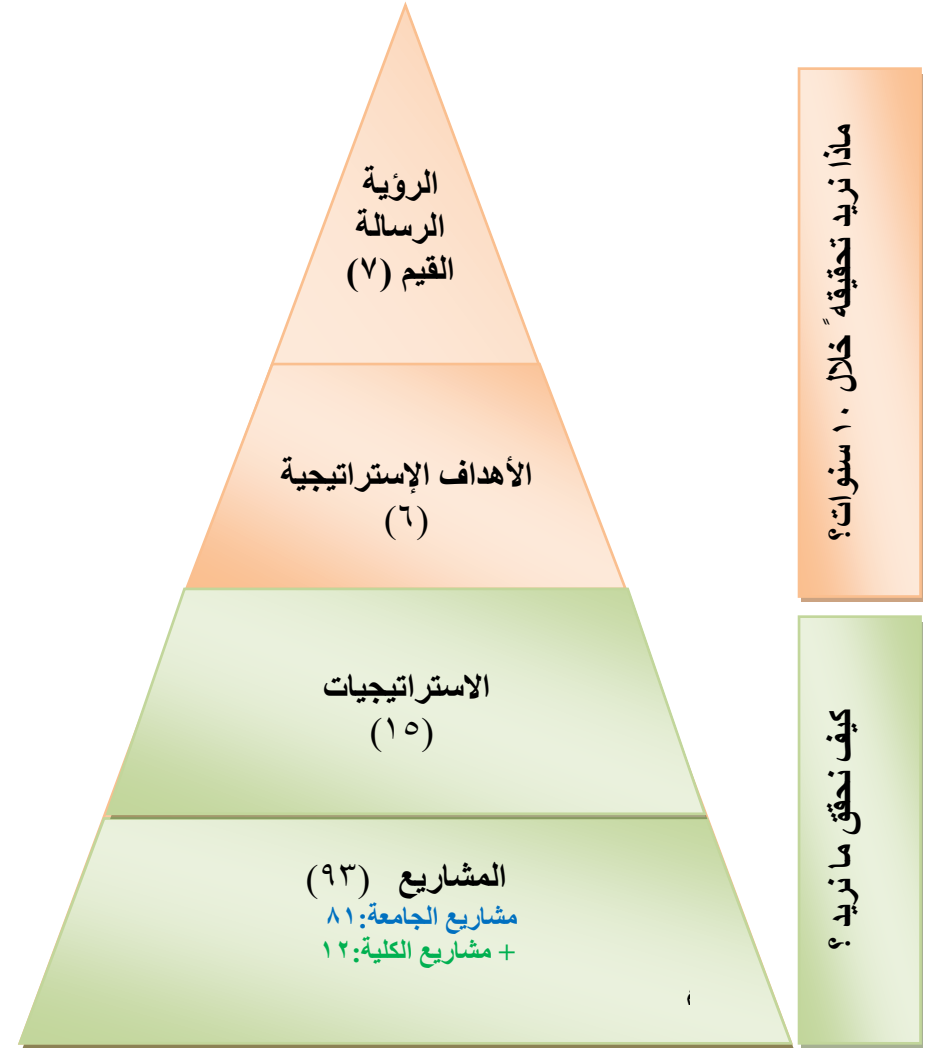 الرؤية
الرسالة
القيم (٧)
الأهداف الإستراتيجية
(٦)
الاستراتيجيات
(١٥)
المشاريع (٩٣)
مشاريع الجامعة:٨١
+ مشاريع الكلية:١٢
ماذا نريد تحقيقه ً خلال ١٠ سنوات؟
كيف نحقق ما نريد ؟